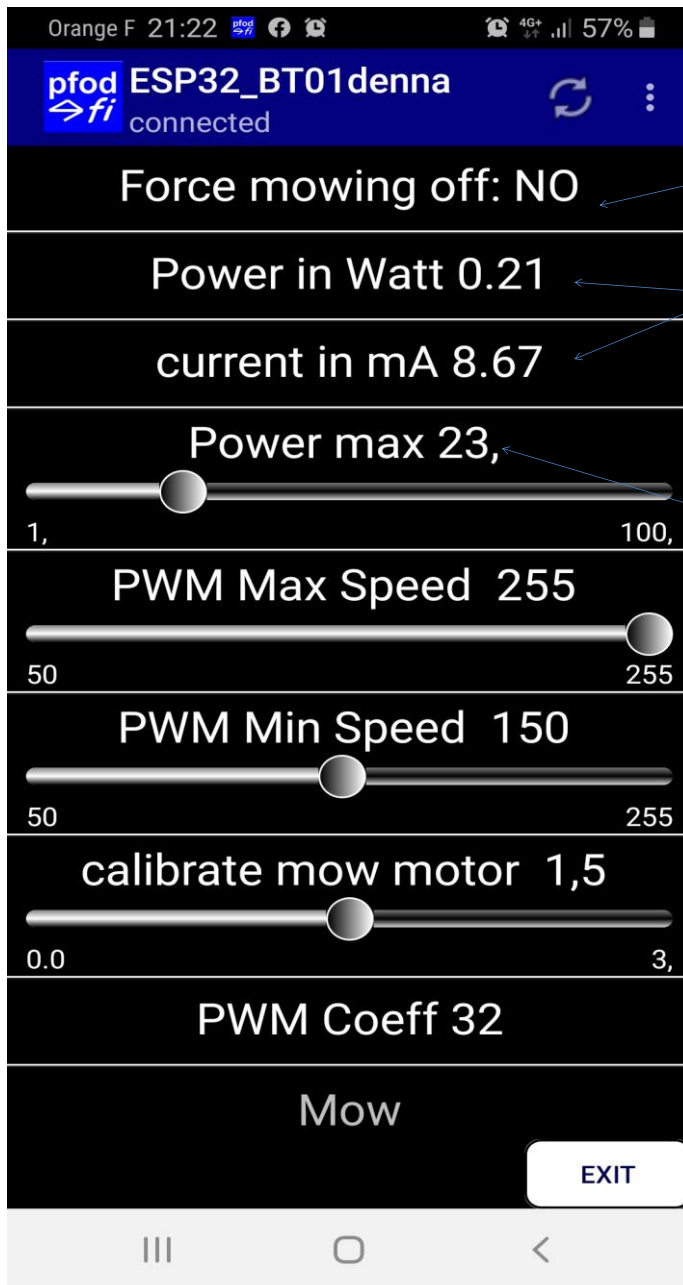 Orange F 21:22 4G+ 57%
pfod fi ESP32_BT01denna
connected
Force mowing off: NO
Power in Watt 0.21
current in mA 8.67
Power max 23,
1, 100,
PWM Max Speed 255
50 255
PWM Min Speed 150
50 255
calibrate mow motor 1,5
0.0 3,
PWM Coeff 32
Mow
EXIT